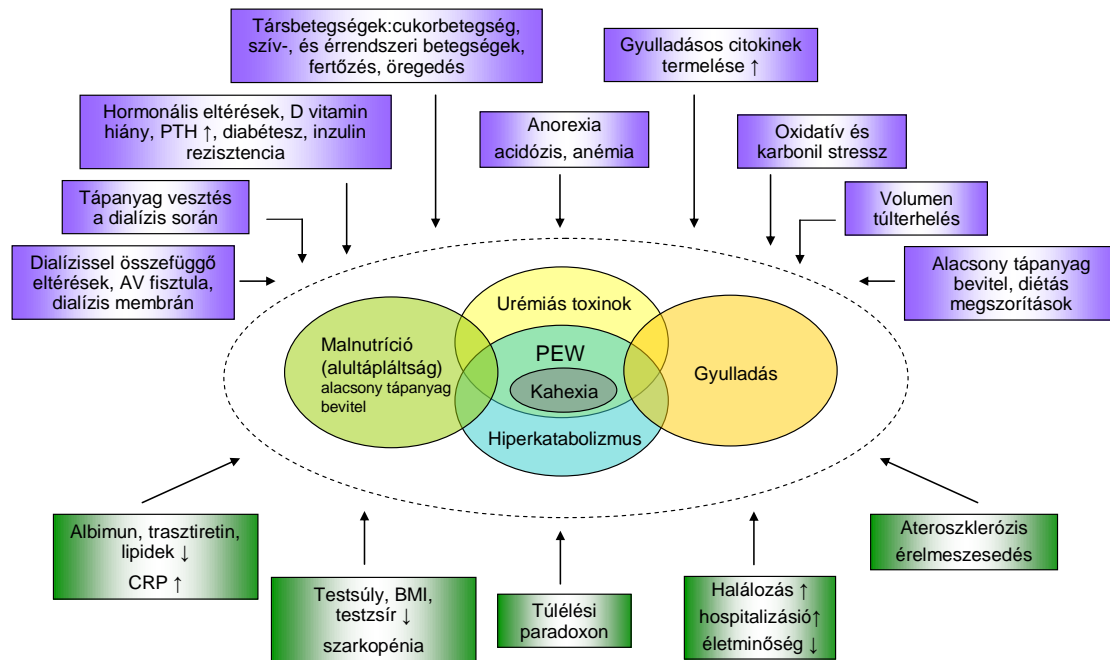 Társbetegségek:cukorbetegség,
szív-, és érrendszeri betegségek,
fertőzés, öregedés
Gyulladásos citokinek
termelése ↑
Hormonális eltérések, D vitamin
hiány, PTH ↑, diabétesz, inzulin
rezisztencia
Anorexia
acidózis, anémia
Oxidatív és
karbonil stressz
Tápanyag vesztés
a dialízis során
Volumen
túlterhelés
Dialízissel összefüggő
eltérések, AV fisztula,
dialízis membrán
Alacsony tápanyag
bevitel, diétás
megszorítások
Urémiás toxinok
Malnutríció
(alultápláltság)
alacsony tápanyag
bevitel
PEW
Kahexia
Gyulladás
Hiperkatabolizmus
Albimun, trasztiretin,
lipidek ↓
CRP ↑
Testsúly, BMI,
testzsír ↓
szarkopénia
Túlélési
paradoxon
Halálozás ↑
hospitalizásió↑
életminőség ↓
Ateroszklerózis
érelmeszesedés